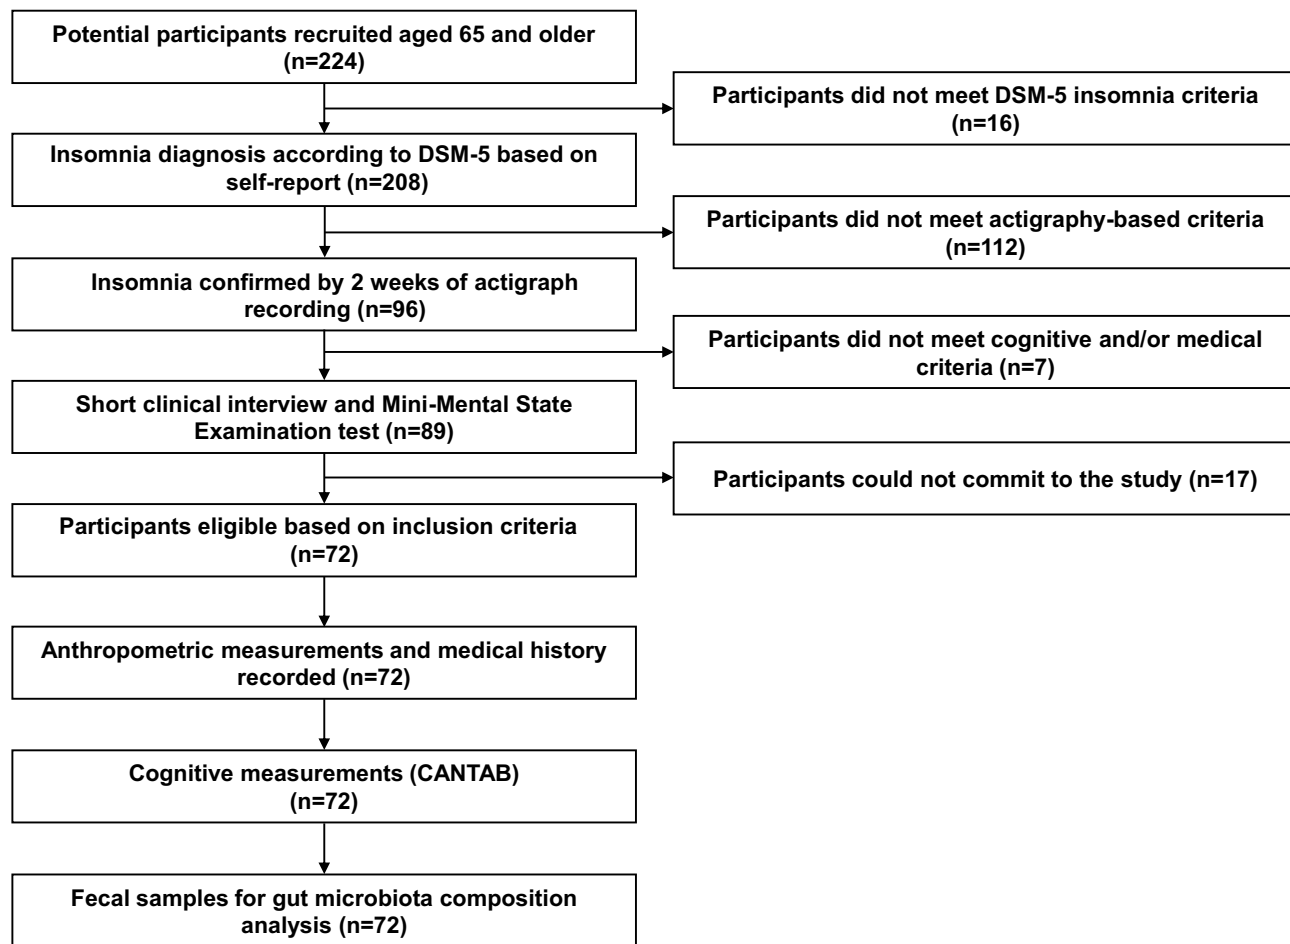 Potential participants recruited aged 65 and older
(n=224)
Participants did not meet DSM-5 insomnia criteria
(n=16)
Insomnia diagnosis according to DSM-5 based on
self-report (n=208)
Participants did not meet actigraphy-based criteria
(n=112)
Insomnia confirmed by 2 weeks of actigraph
recording (n=96)
Participants did not meet cognitive and/or medical
criteria (n=7)
Short clinical interview and Mini-Mental State
Examination test (n=89)
Participants could not commit to the study (n=17)
Participants eligible based on inclusion criteria
(n=72)
Anthropometric measurements and medical history
recorded (n=72)
Cognitive measurements (CANTAB)
(n=72)
Fecal samples for gut microbiota composition
analysis (n=72)